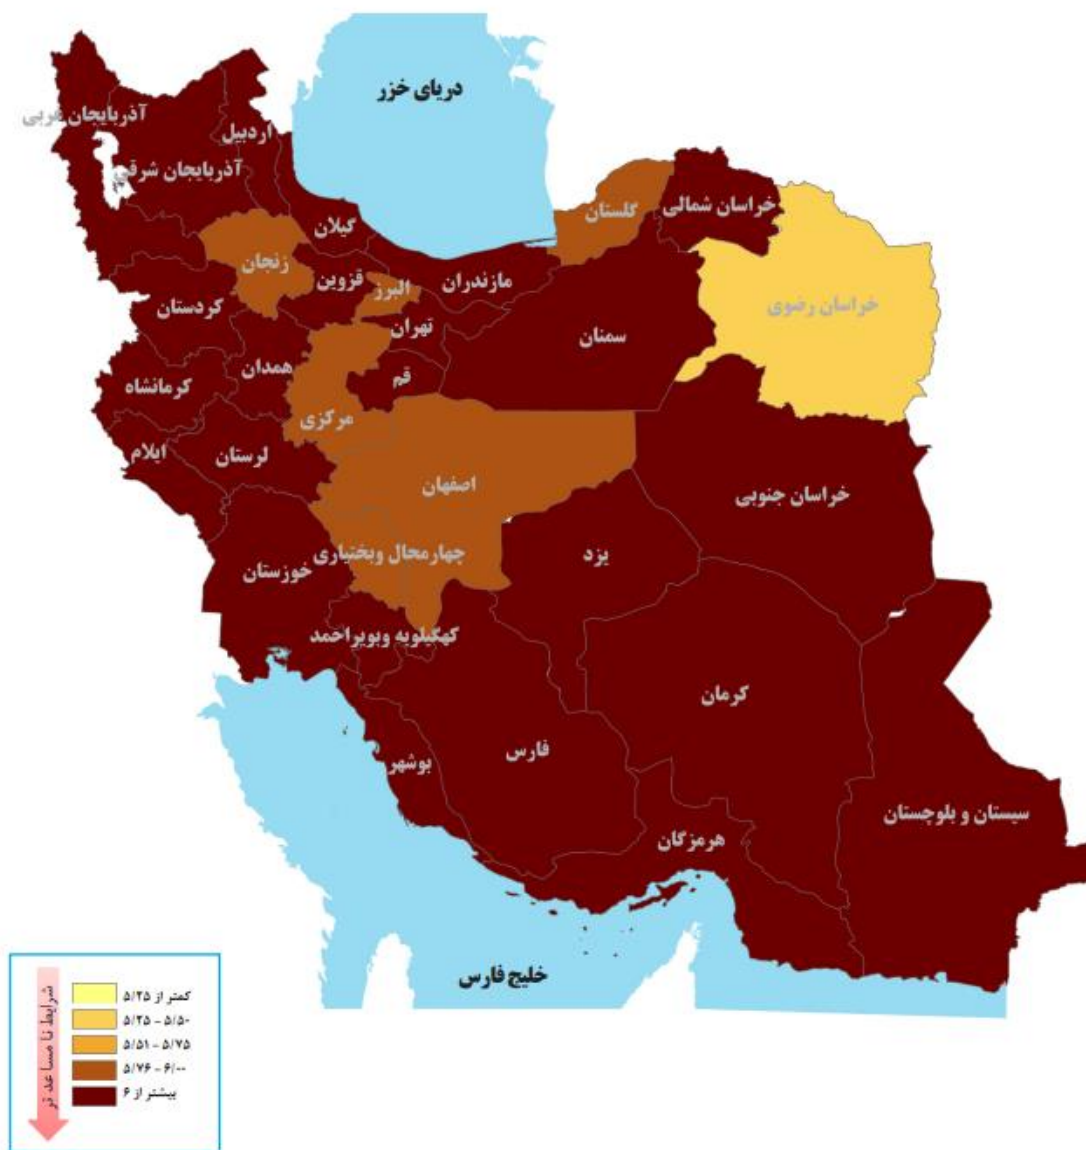 دریای خزر
آذربایجان غربی
اردبیل
آذربایجان شرقی
گلستان
خراسان شمالی
گیلان
زنجان
قزوین
البرز
مازندران
خراسان رضوی
کردستان
تهران
سمنان
همدان
قم
کرمانشاه
مرکزی
ایلام
لرستان
اصفهان
خراسان جنوبی
چهارمحال وبختیاری
یزد
خوزستان
کهگیلویه وبویراحمد
کرمان
فارس
بوشهر
سیستان و بلوچستان
هرمزگان
خلیج فارس
شرایط نا مساعد تر
کمتر از ۵/۲۵
۵/۲۵ - ۵/۵۰
۵/۵۱ - ۵/۷۵
۵/۷۶ - ۶/۰۰
بیشتر از ۶